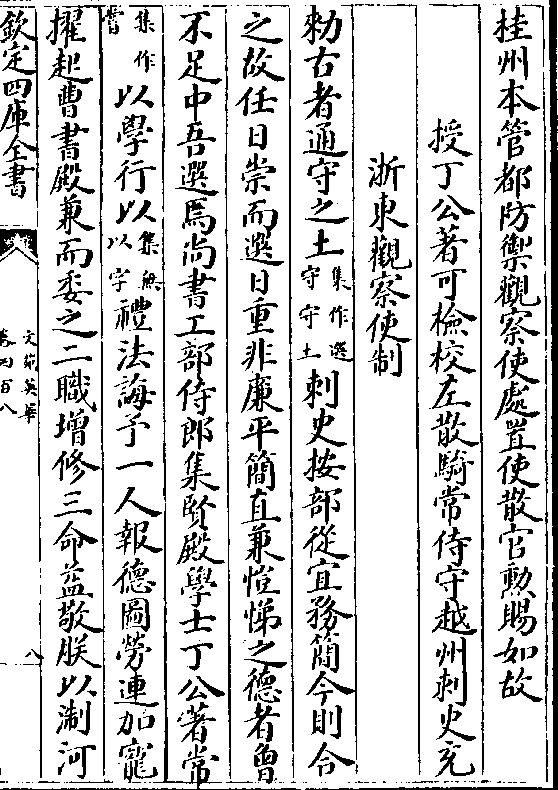 桂州本管都防禦觀察使處置使散官勲賜如故
授丁公著可檢校左散騎常侍守越州刺史充
浙東觀察使制
勑古者通守之土集作選守守土刺史按部從宜務簡今則合
之故任日崇而選日重非廉平簡直兼愷悌之德者曾
不足中吾選焉尚書工部侍郎集賢殿學士丁公著常
集作嘗以學行以集無以字禮法誨予一人報德圖勞連加寵
擢起曹書殿兼而委之二職增修三命益敬朕以淛河
欽定四庫全書
文苑英華
卷四百八
八